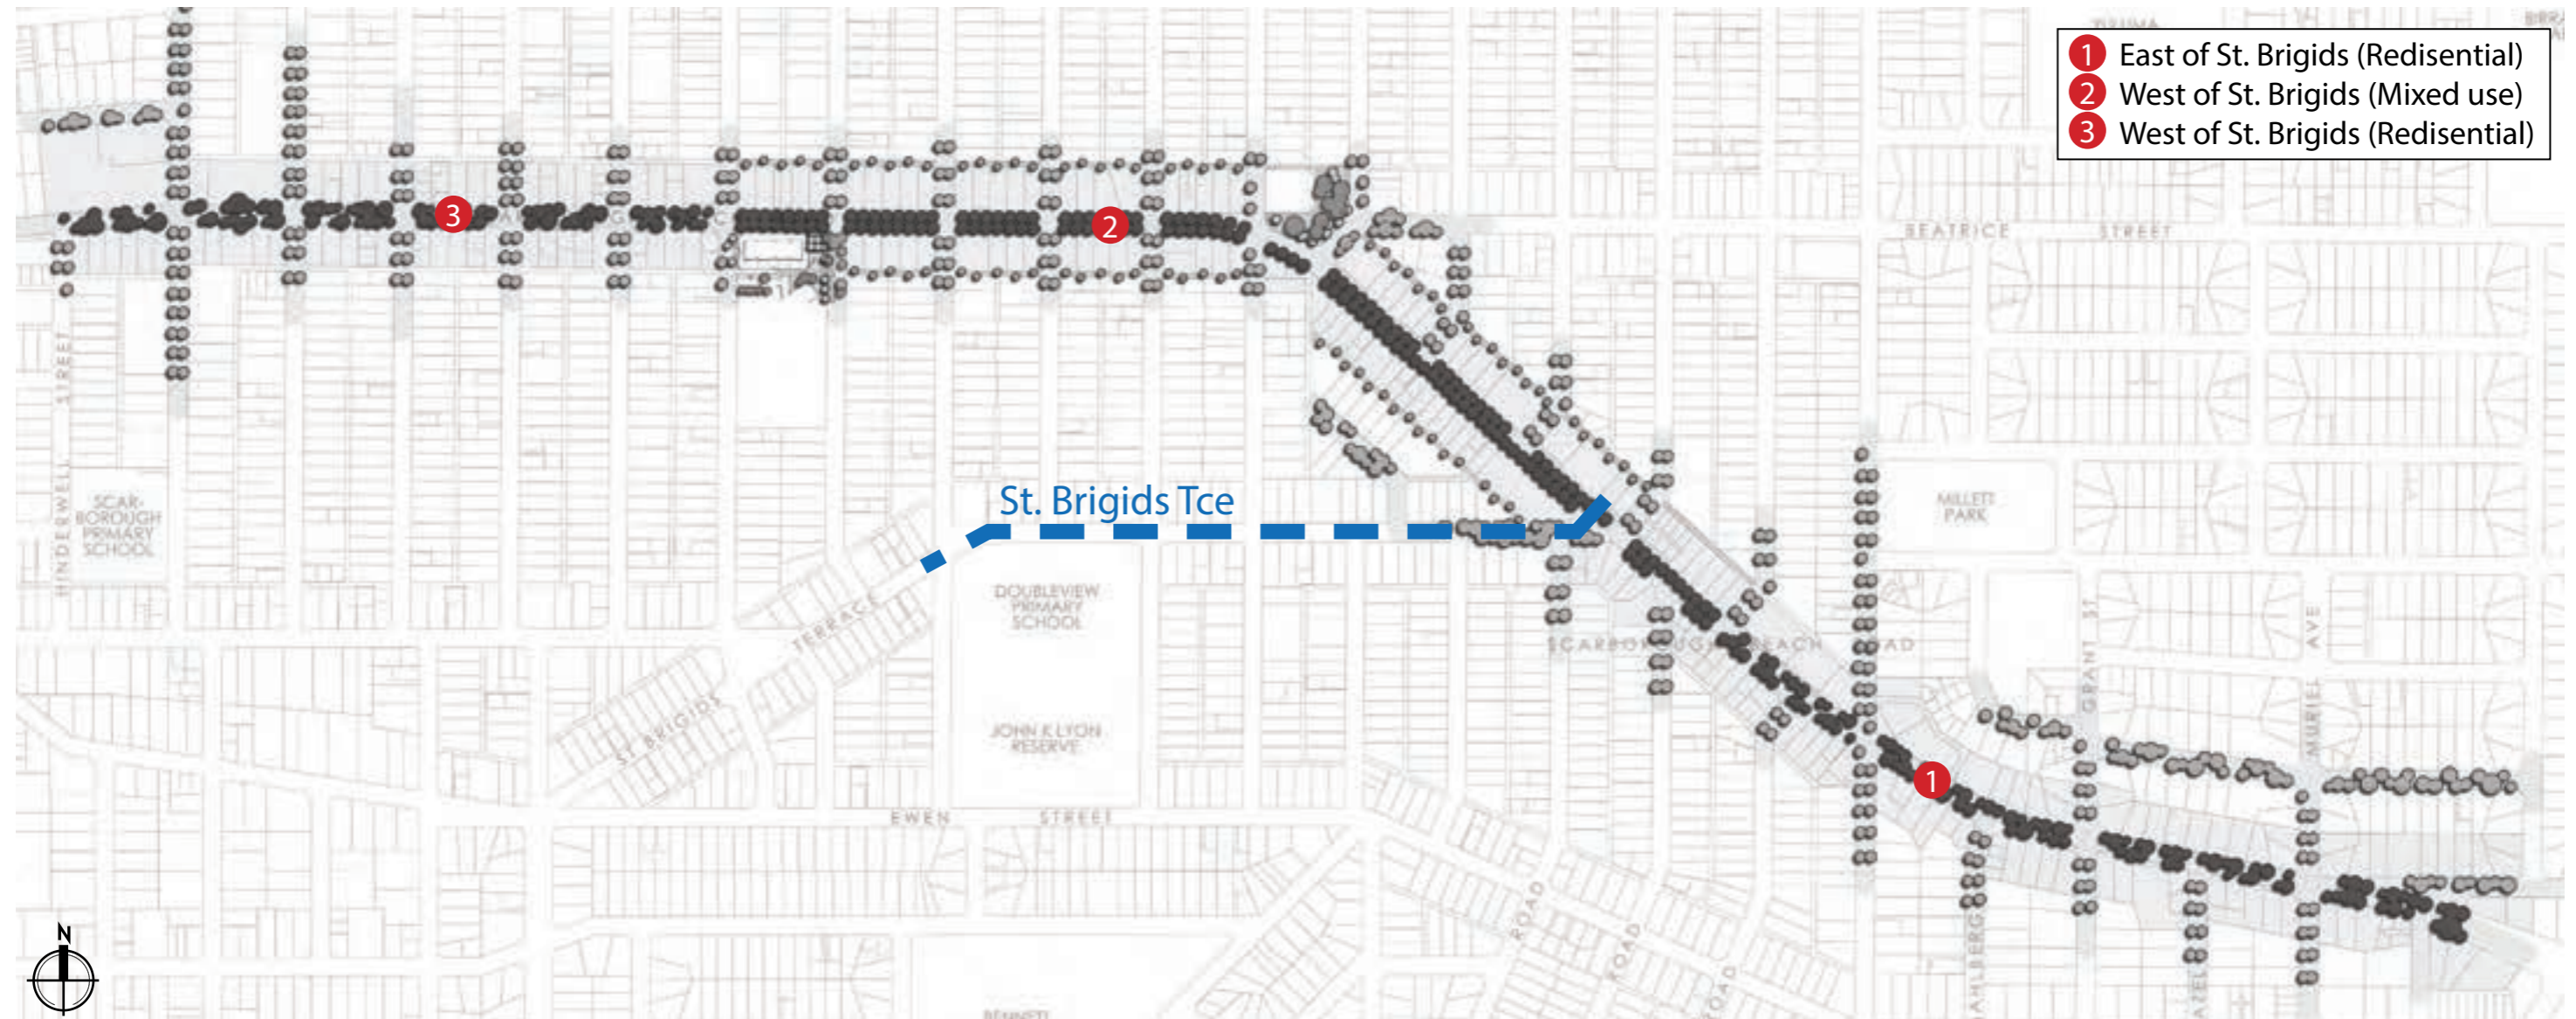 1 East of St. Brigids (Redisential)
2 West of St. Brigids (Mixed use)
3 West of St. Brigids (Redisential)
3
2
BEATRICE STREET
HINDERWELL STREET
SCAR-
BOROUGH
PRIMARY
SCHOOL
St. Brigids Tce
MILLETT
PARK
DOUBLEVIEW
PRIMARY
SCHOOL
ST BRIGIDS TERRACE
GRANT ST
MURIEL AVE
JOHN K LYON
RESERVE
1
EWEN STREET
ROAD
ROAD
ROAD
N